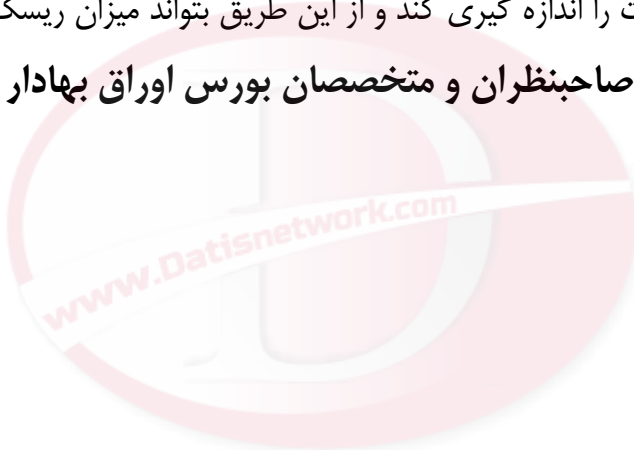 ت را اندازه گیری کند و از این طریق بتواند میزان ریسک
صاحبنظران و متخصصان بورس اوراق بهادار
www.Datisnetwork.com